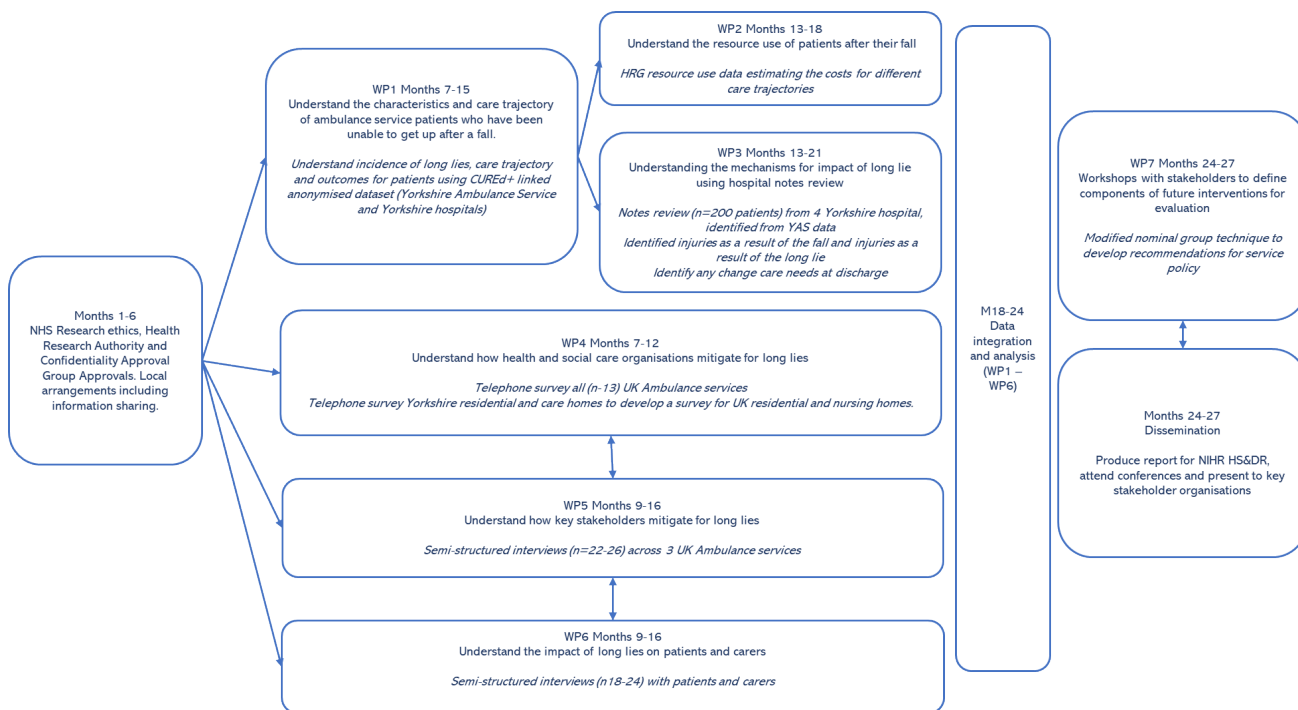 Months 1-6
NHS Research ethics, Health
Research Authority and
Confidentiality Approval
Group Approvals. Local
arrangements including
information sharing.
WP1 Months 7-15
Understand the characteristics and care trajectory
of ambulance service patients who have been
unable to get up after a fall.
Understand incidence of long lies, care trajectory
and outcomes for patients using CUREd+ linked
anonymised dataset (Yorkshire Ambulance Service
and Yorkshire hospitals)
WP2 Months 13-18
Understand the resource use of patients after their fall
HRG resource use data estimating the costs for different
care trajectories
WP3 Months 13-21
Understanding the mechanisms for impact of long lie
using hospital notes review
Notes review (n=200 patients) from 4 Yorkshire hospital,
identified from YAS data
Identified injuries as a result of the fall and injuries as a
result of the long lie
Identify any change care needs at discharge
WP4 Months 7-12
Understand how health and social care organisations mitigate for long lies
Telephone survey all (n-13) UK Ambulance services
Telephone survey Yorkshire residential and care homes to develop a survey for UK residential and nursing homes.
WP5 Months 9-16
Understand how key stakeholders mitigate for long lies
Semi-structured interviews (n=22-26) across 3 UK Ambulance services
WP6 Months 9-16
Understand the impact of long lies on patients and carers
Semi-structured interviews (n18-24) with patients and carers
M18-24
Data
integration
and analysis
(WP1 –
WP6)
WP7 Months 24-27
Workshops with stakeholders to define
components of future interventions for
evaluation
Modified nominal group technique to
develop recommendations for service
policy
Months 24-27
Dissemination
Produce report for NIHR HS&DR,
attend conferences and present to key
stakeholder organisations